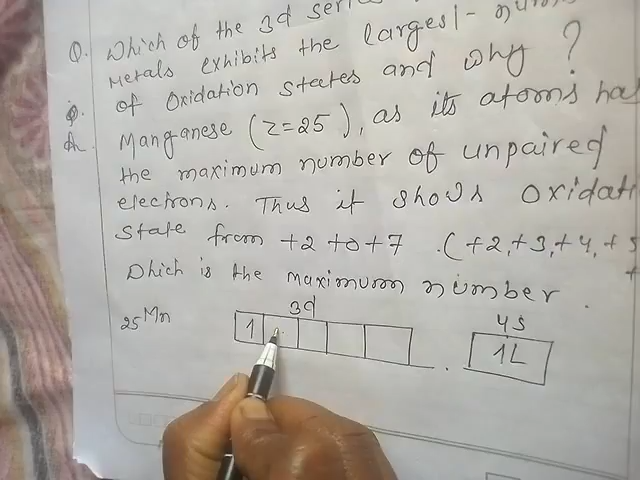 Q. Which of the 3d series
Metals exhibits the largest num
of Oxidation States and why ?
Manganese (Z=25), as its atoms has
the maximum number of unpaired
electrons. Thus it shows Oxidati
State from +2 to +7 . (+2,+3,+4,+5
Which is the maximum number .
3d
4s
25Mn 1 1L